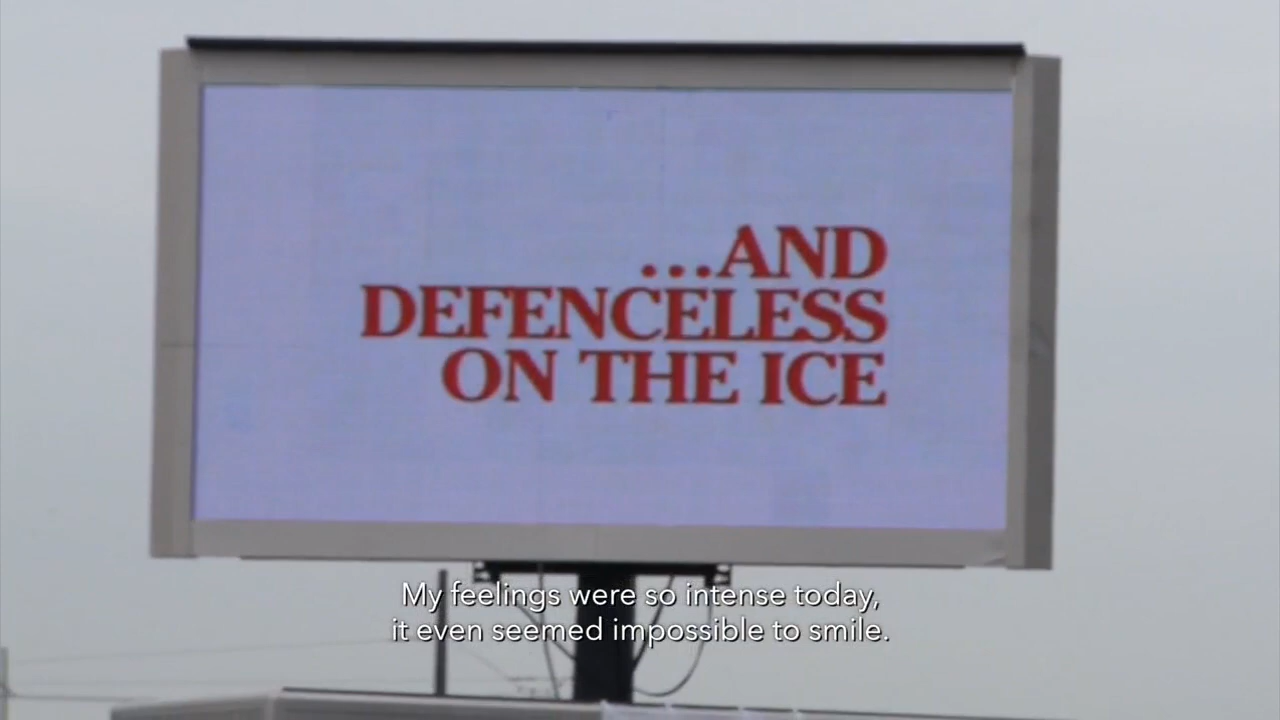 ...AND
DEFENCELESS
ON THE ICE
My feelings were so intense today,
it even seemed impossible to smile.